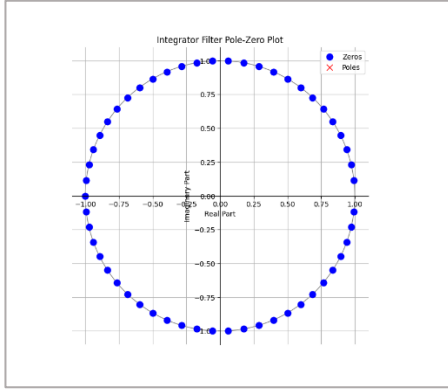 Integrator Filter Pole-Zero Plot
Zeros
Poles
1.00
0.75
0.50
0.25
0.00
−0.25
−0.50
−0.75
−1.00
−1.00 −0.75 −0.50 −0.25 0.00 0.25 0.50 0.75 1.00
Real Part
Imaginary Part